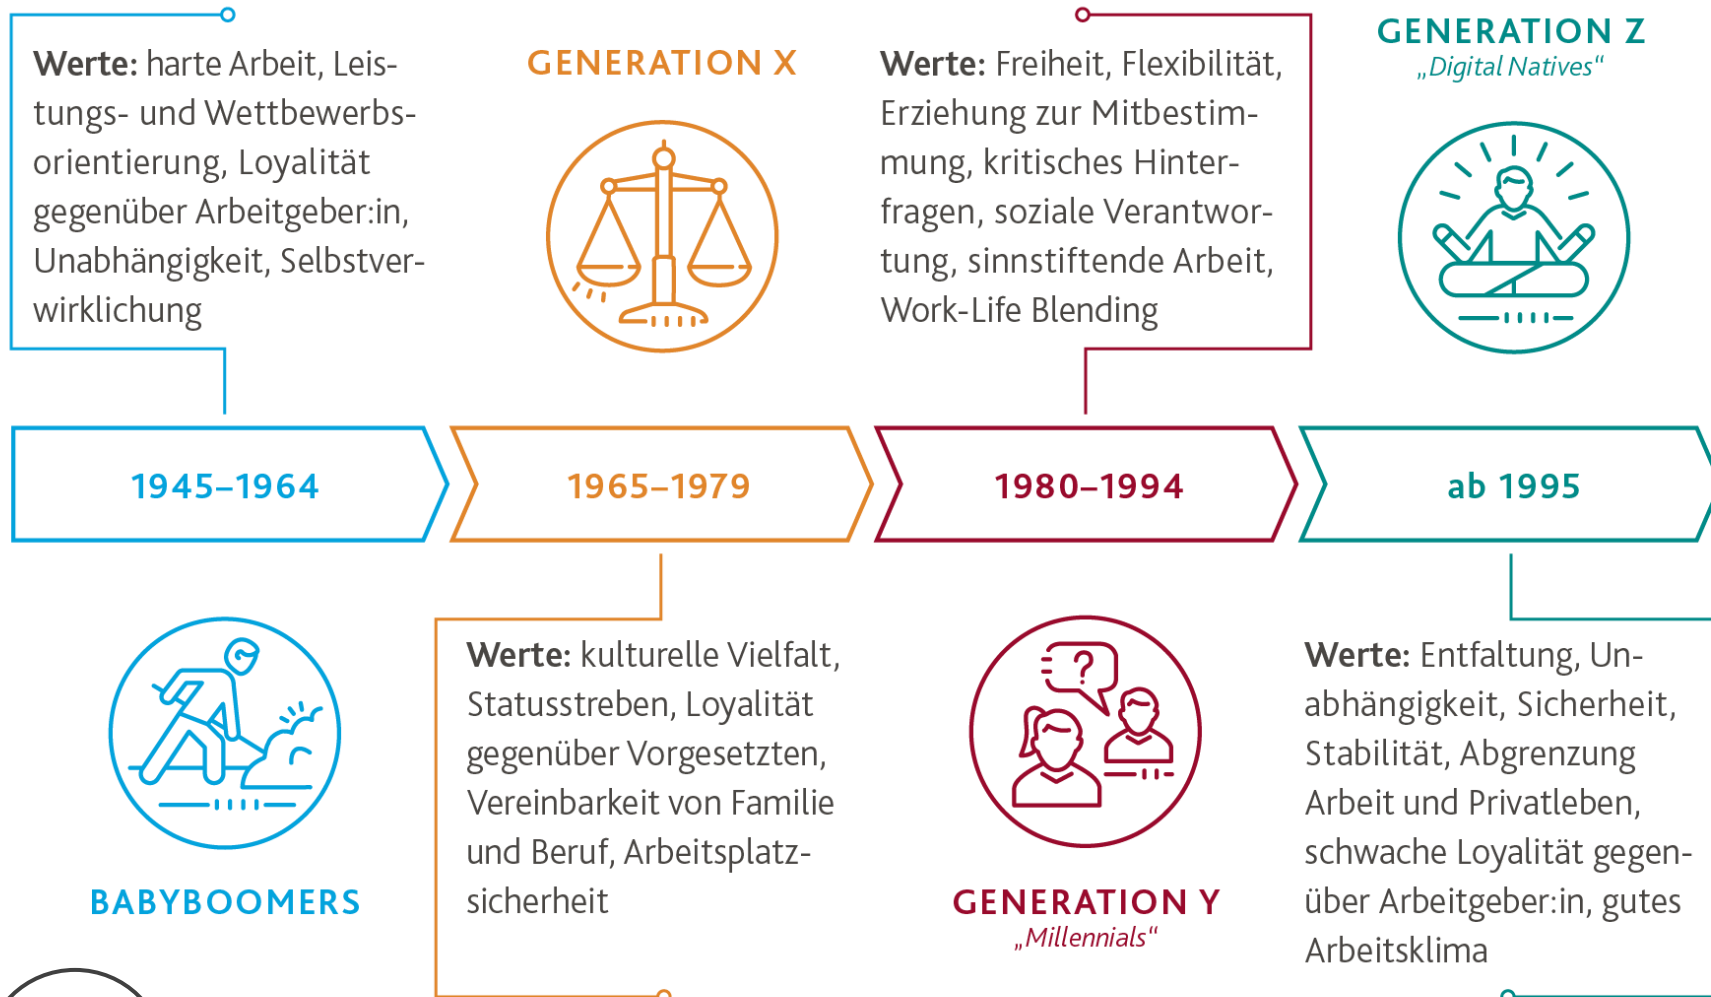 Werte: harte Arbeit, Leis-
tungs- und Wettbewerbs-
orientierung, Loyalität
gegenüber Arbeitgeber:in,
Unabhängigkeit, Selbstver-
wirklichung
GENERATION X
Werte: Freiheit, Flexibilität,
Erziehung zur Mitbestim-
mung, kritisches Hinter-
fragen, soziale Verantwor-
tung, sinnstiftende Arbeit,
Work-Life Blending
GENERATION Z
„Digital Natives“
1945–1964
1965–1979
1980–1994
ab 1995
BABYBOOMERS
Werte: kulturelle Vielfalt,
Statusstreben, Loyalität
gegenüber Vorgesetzten,
Vereinbarkeit von Familie
und Beruf, Arbeitsplatz-
sicherheit
?
GENERATION Y
„Millennials“
Werte: Entfaltung, Un-
abhängigkeit, Sicherheit,
Stabilität, Abgrenzung
Arbeit und Privatleben,
schwache Loyalität gegen-
über Arbeitgeber:in, gutes
Arbeitsklima